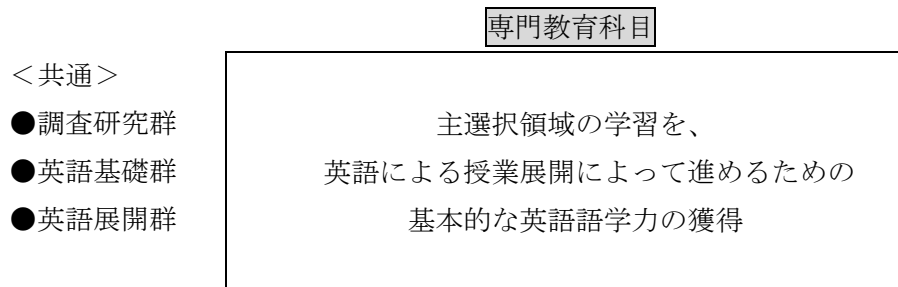 専門教育科目
＜共通＞
●調査研究群
●英語基礎群
●英語展開群
主選択領域の学習を、
英語による授業展開によって進めるための
基本的な英語語学力の獲得